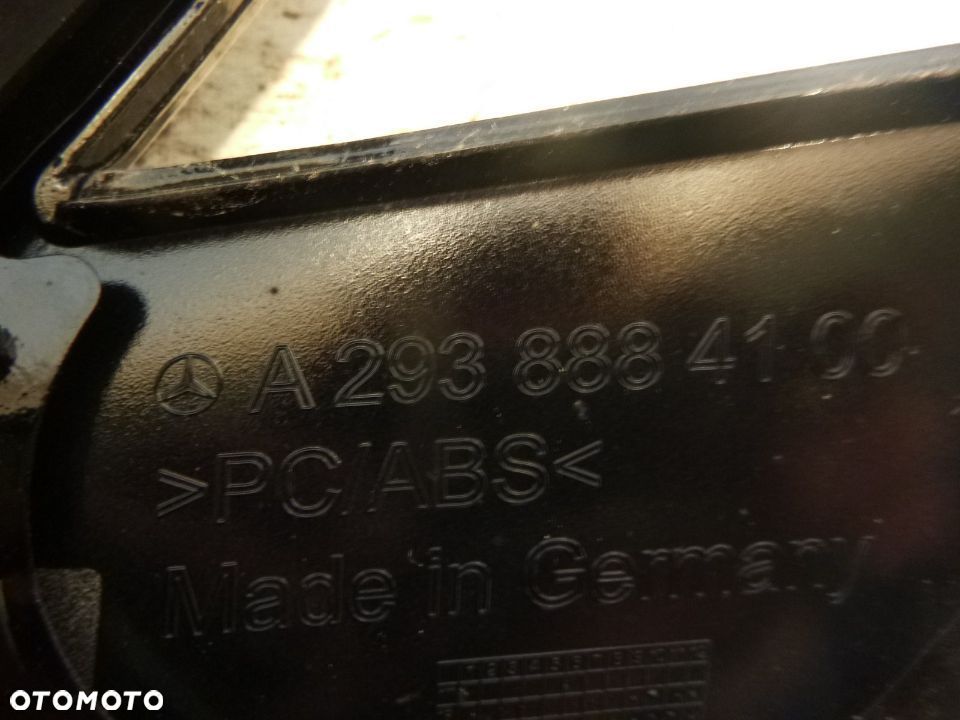 A 293 888 41 00
>PC/ABS<
Made in Germany
OTOMOTO